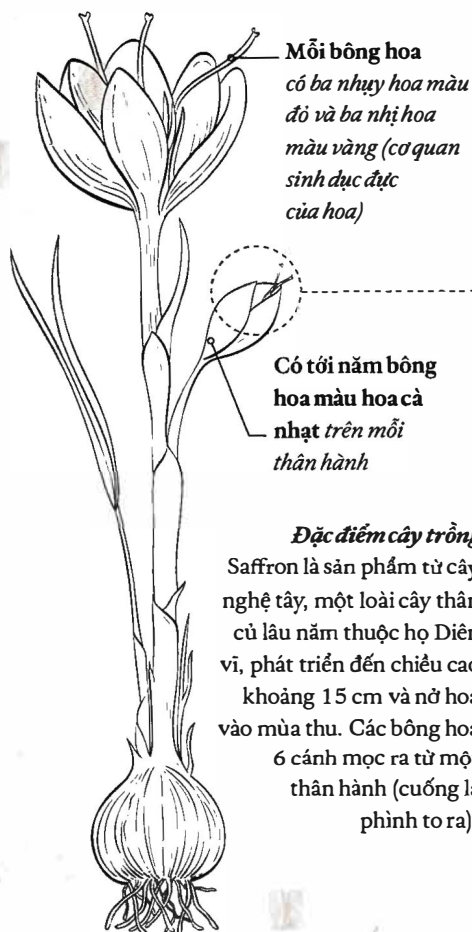 Mỗi bông hoa
có ba nhụy hoa màu
đỏ và ba nhị hoa
màu vàng (cơ quan
sinh dục đực
của hoa)
Có tới năm bông
hoa màu hoa cà
nhạt trên mỗi
thân hành
Đặc điểm cây trồng
Saffron là sản phẩm từ cây
nghệ tây, một loài cây thân
củ lâu năm thuộc họ Diên
vĩ, phát triển đến chiều cao
khoảng 15 cm và nở hoa
vào mùa thu. Các bông hoa
6 cánh mọc ra từ một
thân hành (cuống lá
phình to ra)